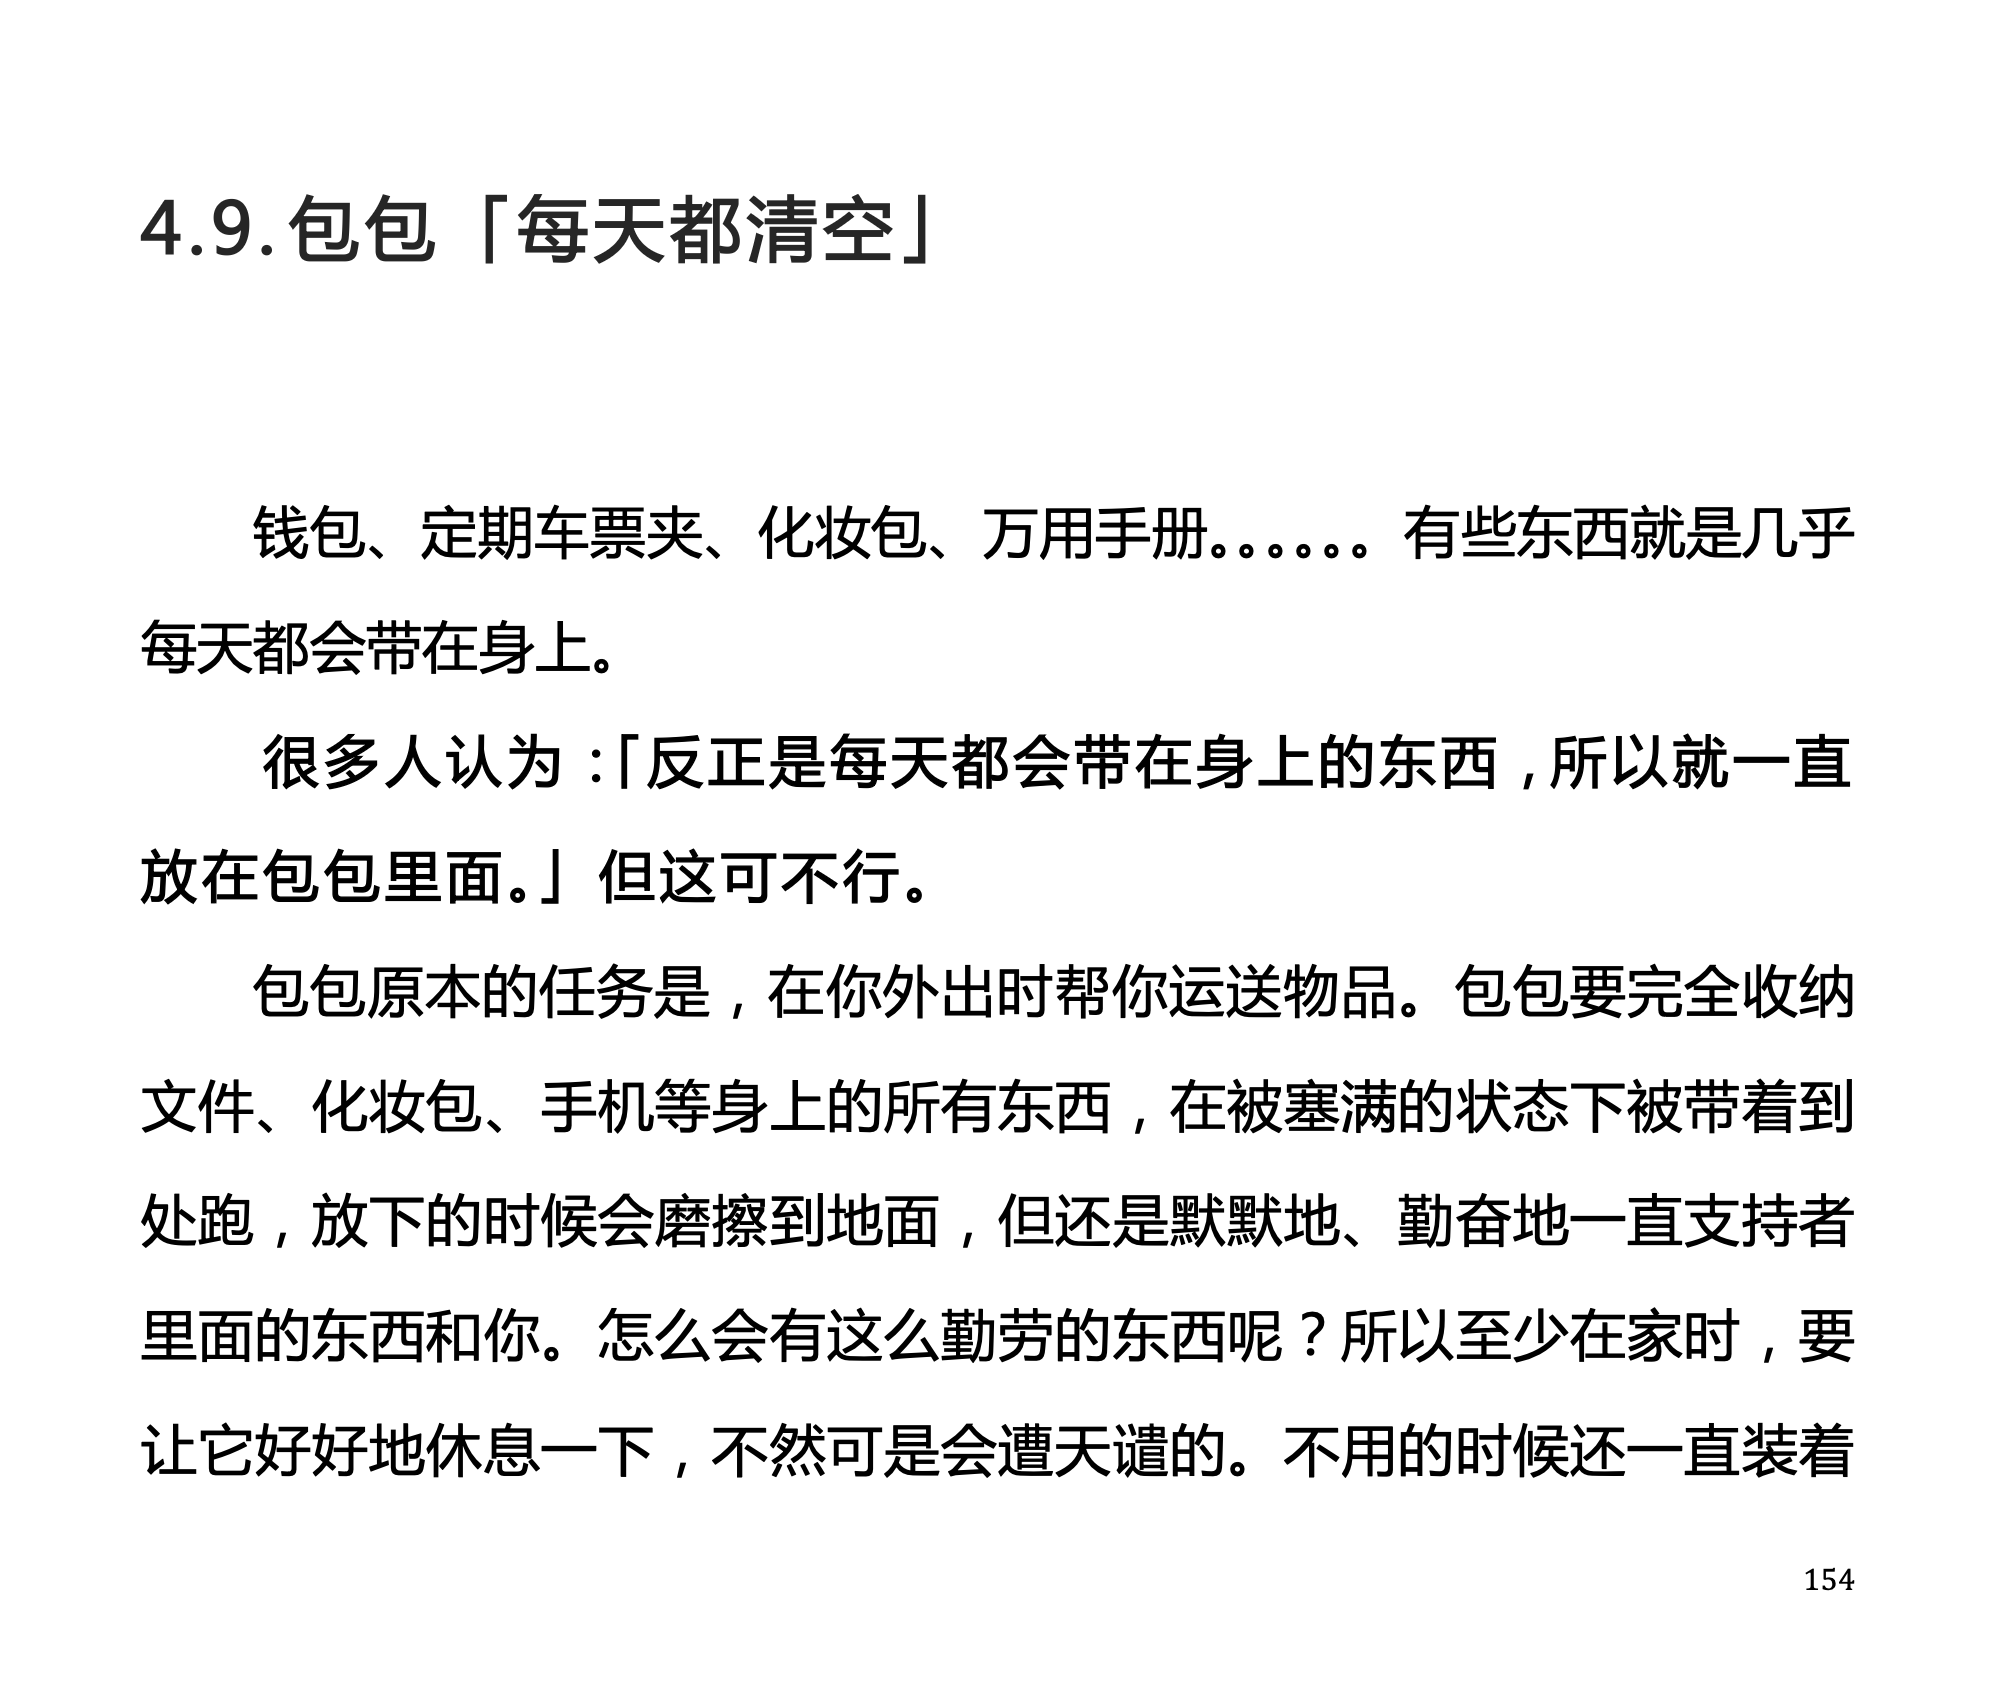 4.9.包包「每天都清空」
钱包、定期车票夹、化妆包、万用手册。。。。。。有些东西就是几乎
每天都会带在身上。
很多人认为：「反正是每天都会带在身上的东西，所以就一直
放在包包里面。」但这可不行。
包包原本的任务是，在你外出时帮你运送物品。包包要完全收纳
文件、化妆包、手机等身上的所有东西，在被塞满的状态下被带着到
处跑，放下的时候会磨擦到地面，但还是默默地、勤奋地一直支持者
里面的东西和你。怎么会有这么勤劳的东西呢？所以至少在家时，要
让它好好地休息一下，不然可是会遭天谴的。不用的时候还一直装着
154